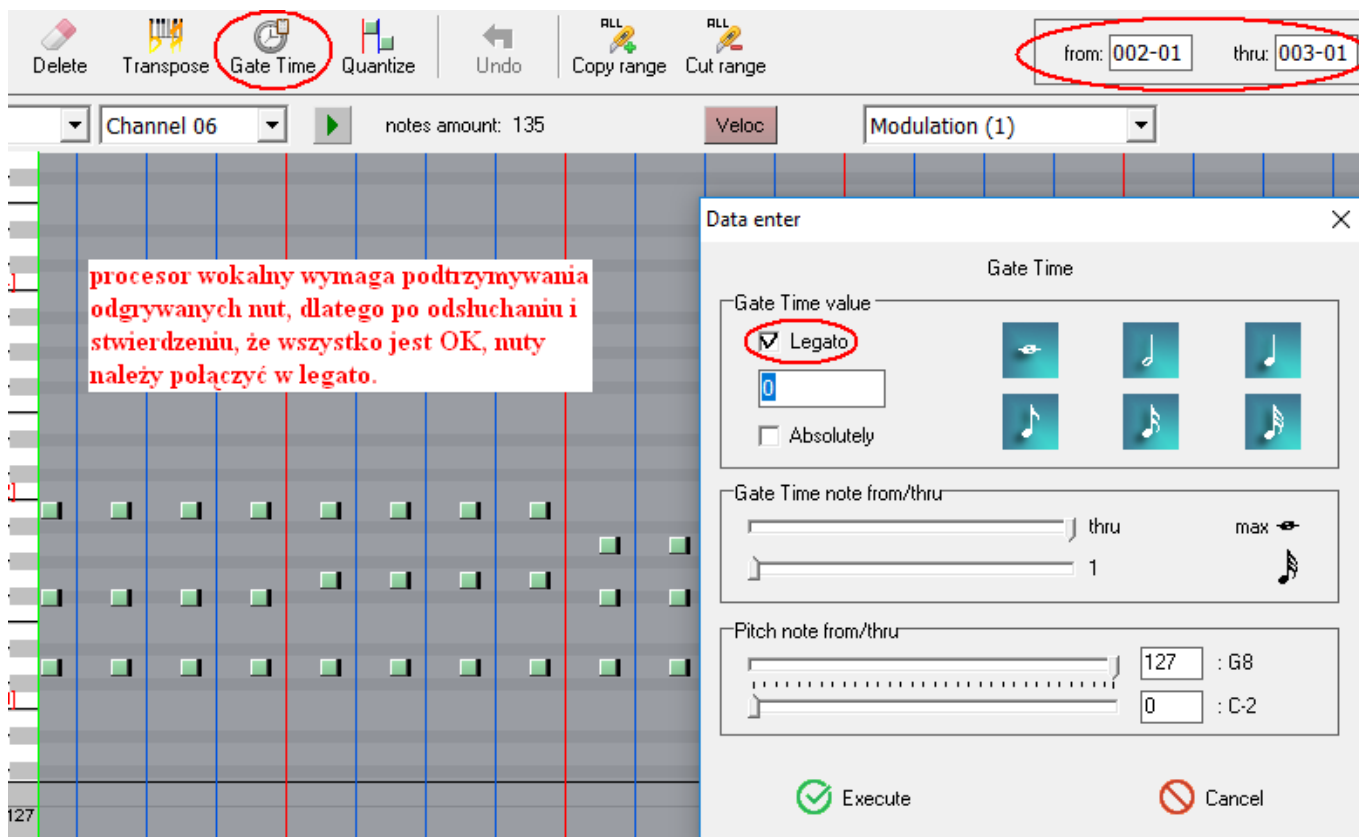 ALL
ALL
Delete
Transpose
Gate Time
Quantize
Undo
Copy range
Cut range
from: 002-01
thru: 003-01
Channel 06
notes amount: 135
Veloc
Modulation (1)
Data enter
Gate Time
procesor wokalny wymaga podtrzymywania
odgrywanych nut, dlatego po odsłuchaniu i
stwierdzeniu, że wszystko jest OK, nuty
należy połączyć w legato.
Gate Time value
Legato
0
Absolutely
Gate Time note from/thru
thru
max
1
Pitch note from/thru
127 : G8
0 : C-2
Execute
Cancel
127